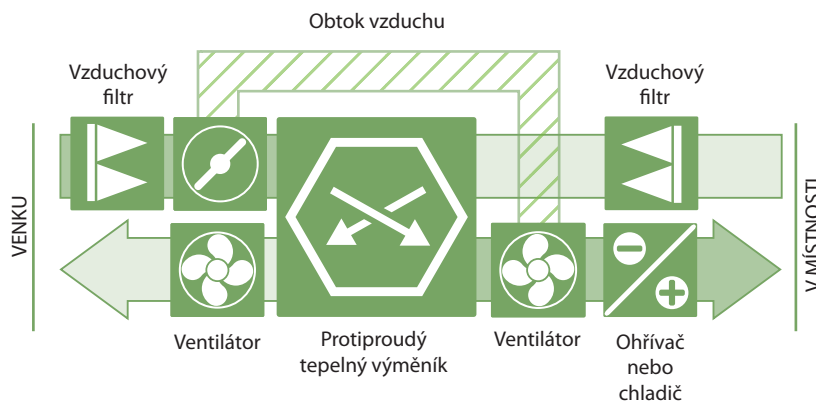 Obtok vzduchu
Vzduchový
filtr
Vzduchový
filtr
VENKU
V MÍSTNOSTI
Ventilátor
Protiproudý
tepelný výměník
Ventilátor
Ohřívač
nebo
chladič